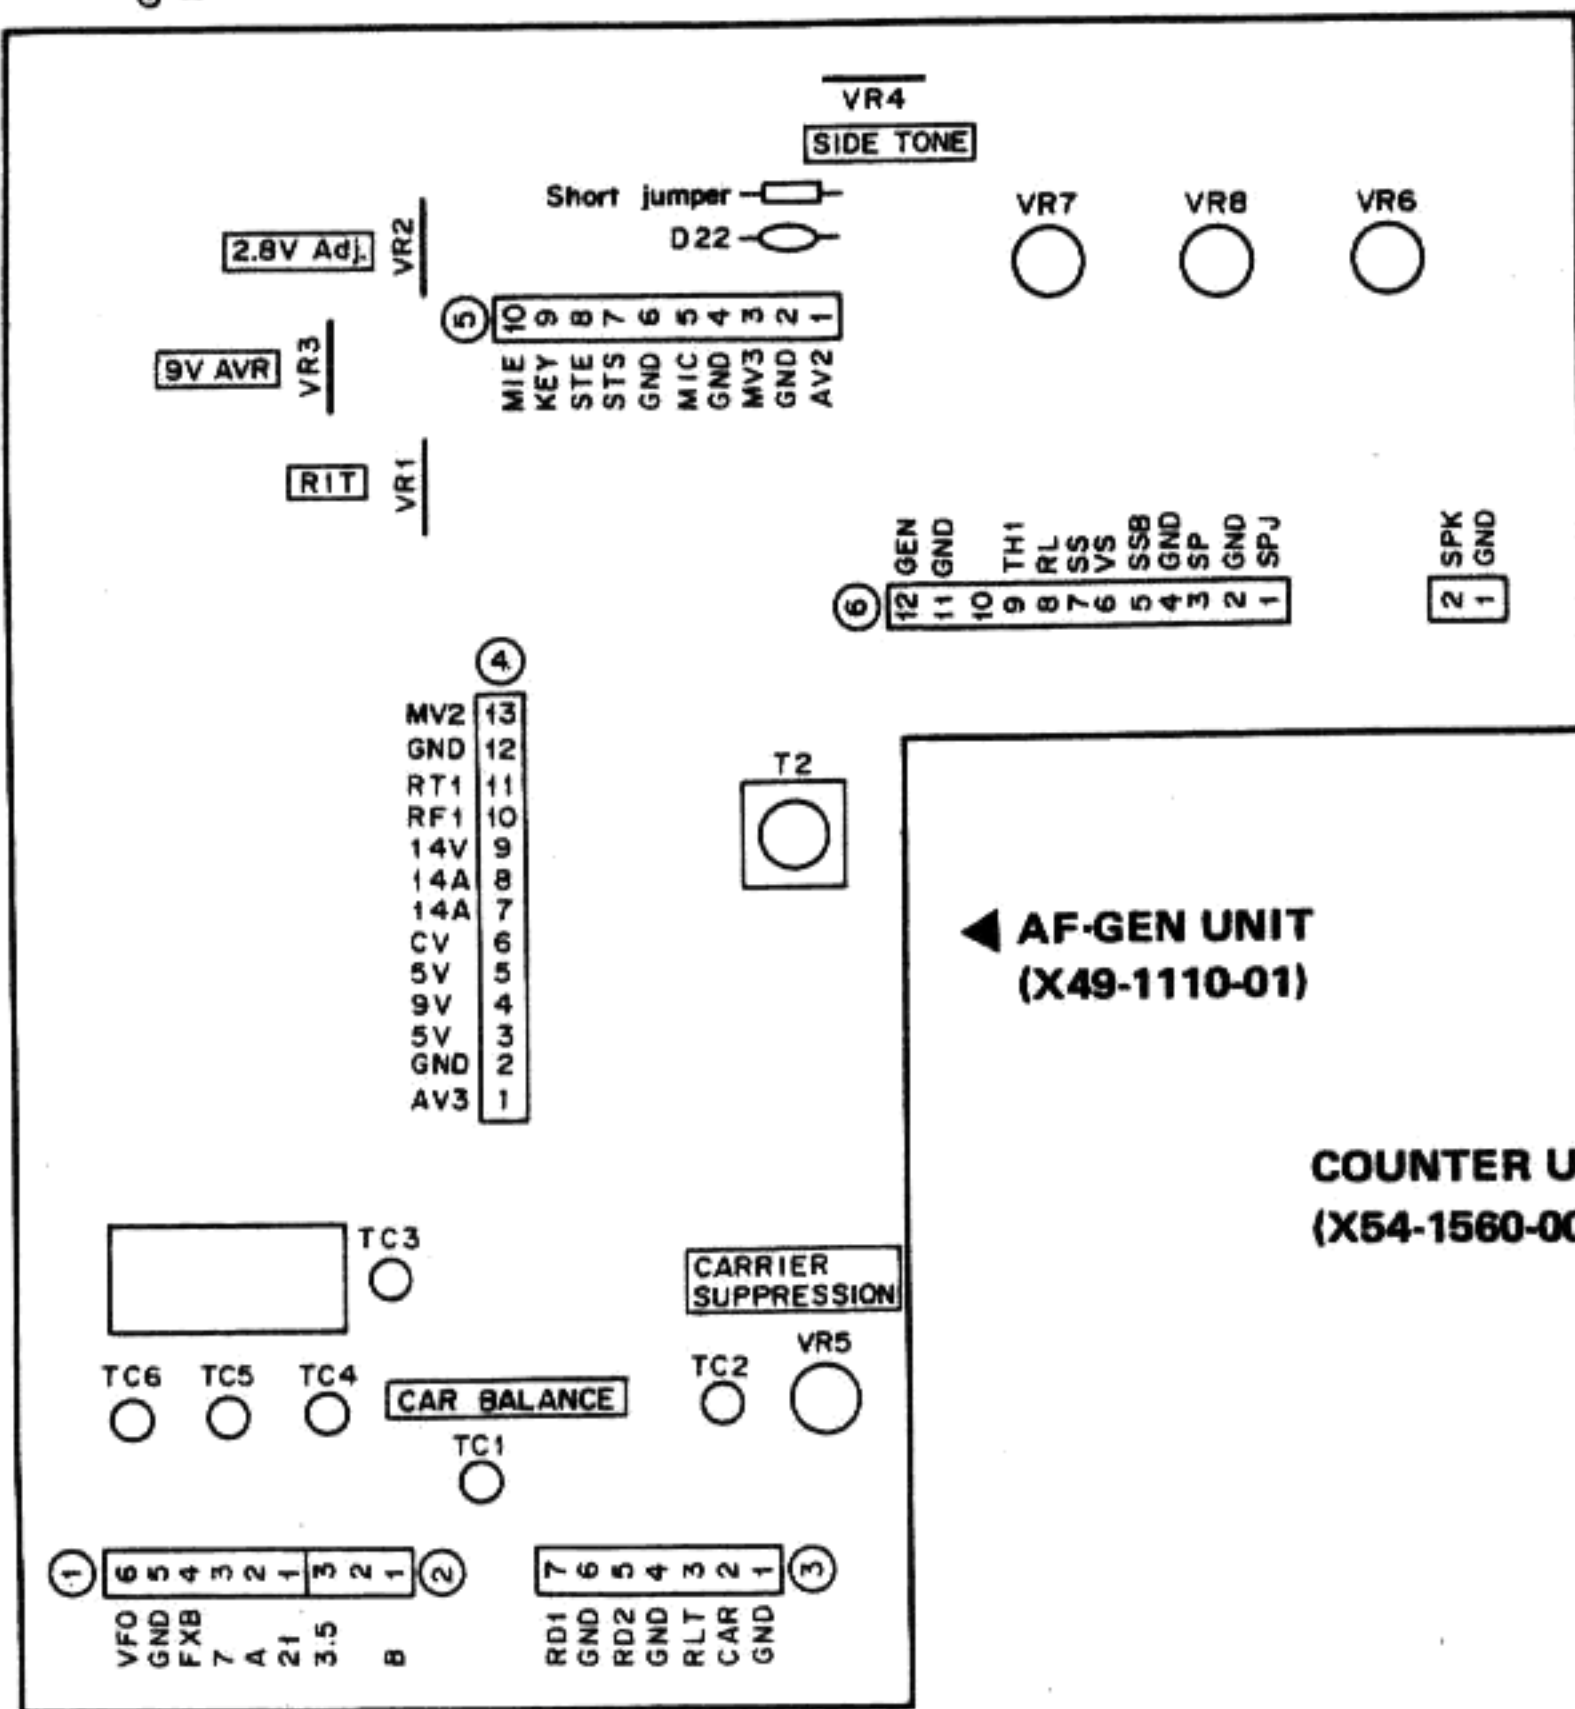 VR4
SIDE TONE
Short jumper
D22
VR7
VR8
VR6
2.8V Adj.
VR2
5
10 9 8 7 6 5 4 3 2 1
MIE KEY STE STS GND MIC GND MV3 GND AV2
9V AVR
VR3
RIT
VR1
GEN GND TH1 RL SS VS SSB GND SP GND SPJ
6
12 11 10 9 8 7 6 5 4 3 2 1
SPK GND
2 1
4
MV2 13
GND 12
RT1 11
RF1 10
14V 9
14A 8
14A 7
CV 6
5V 5
9V 4
5V 3
GND 2
AV3 1
T2
AF-GEN UNIT
(X49-1110-01)
COUNTER U
(X54-1560-00
TC3
CARRIER
SUPPRESSION
VR5
TC6
TC5
TC4
CAR BALANCE
TC2
TC1
1
6 5 4 3 2 1 3 2 1
2
VFO GND FXB 7 A 21 3.5 B
7 6 5 4 3 2 1
3
RD1 GND RD2 GND RLT CAR GND